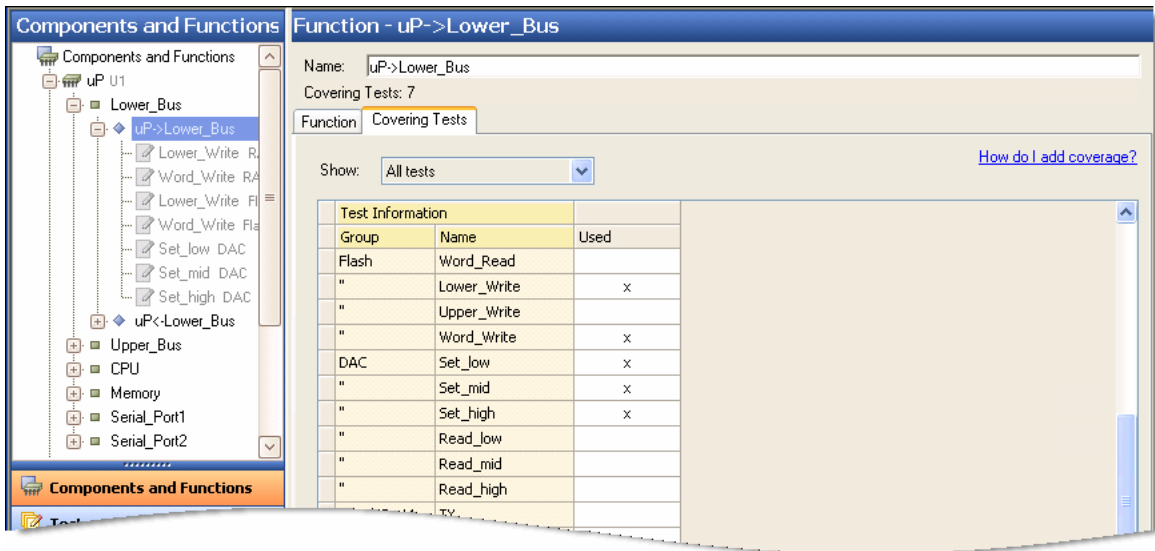 Components and Functions
Function - uP->Lower_Bus
Components and Functions
uP U1
Lower_Bus
uP->Lower_Bus
Lower_Write
Word_Write
Lower_Write
Word_Write
Set_low DAC
Set_mid DAC
Set_high DAC
uP<-Lower_Bus
Upper_Bus
CPU
Memory
Serial_Port1
Serial_Port2
Components and Functions
Name: uP->Lower_Bus
Covering Tests: 7
Function Covering Tests
How do I add coverage?
Show: All tests
Test Information
Group Name Used
Flash Word_Read
" Lower_Write x
" Upper_Write
" Word_Write x
DAC Set_low x
" Set_mid x
" Set_high x
" Read_low
" Read_mid
" Read_high
TX